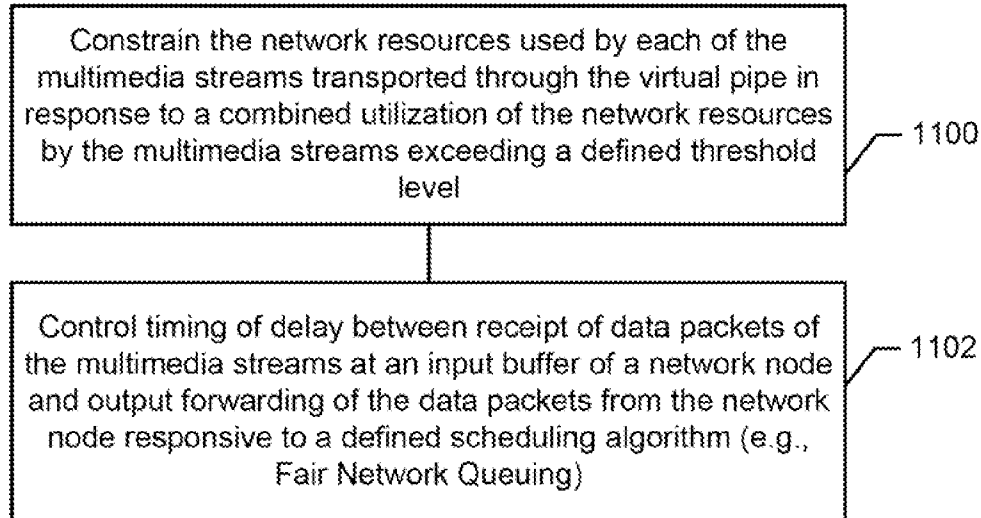 Constrain the network resources used by each of the
multimedia streams transported through the virtual pipe in
response to a combined utilization of the network resources
by the multimedia streams exceeding a defined threshold
level
1100
Control timing of delay between receipt of data packets of
the multimedia streams at an input buffer of a network node
and output forwarding of the data packets from the network
node responsive to a defined scheduling algorithm (e.g.,
Fair Network Queuing)
1102